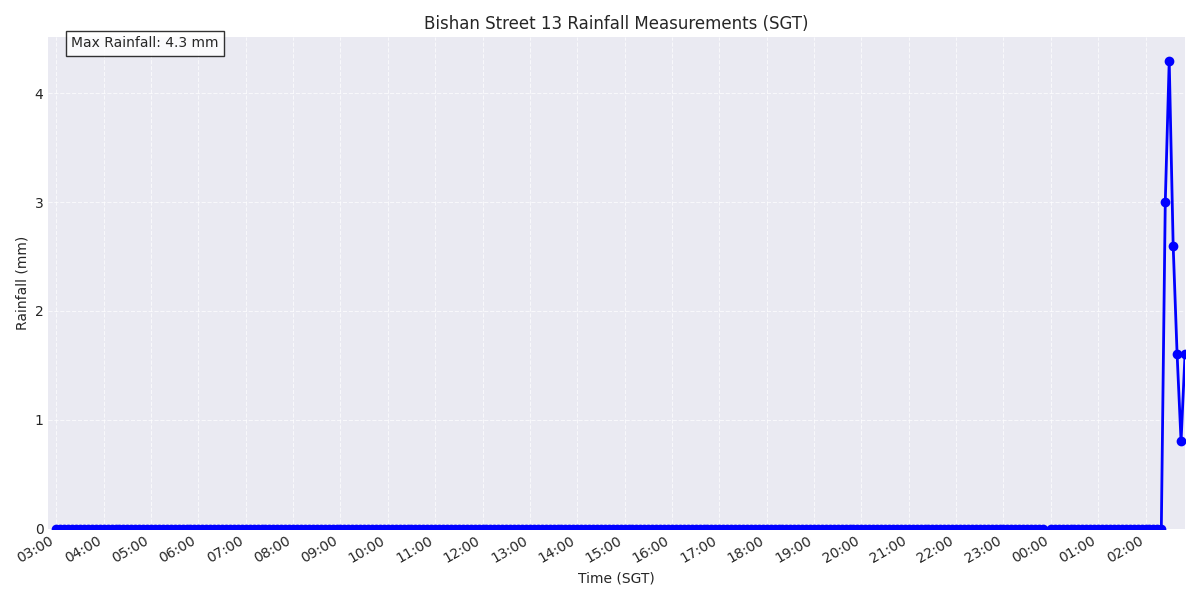 Bishan Street 13 Rainfall Measurements (SGT)
Max Rainfall: 4.3 mm
Rainfall (mm)
4
3
2
1
0
03:00 04:00 05:00 06:00 07:00 08:00 09:00 10:00 11:00 12:00 13:00 14:00 15:00 16:00 17:00 18:00 19:00 20:00 21:00 22:00 23:00 00:00 01:00 02:00
Time (SGT)